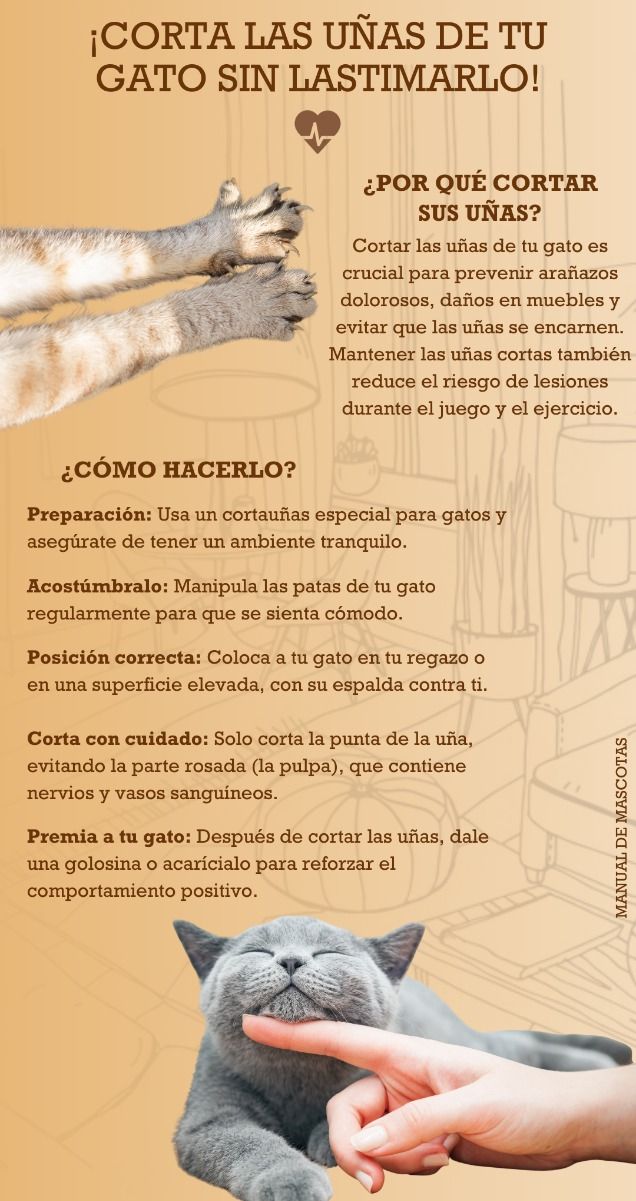 ¡CORTA LAS UÑAS DE TU
GATO SIN LASTIMARLO!
¿POR QUÉ CORTAR
SUS UÑAS?
Cortar las uñas de tu gato es
crucial para prevenir arañazos
dolorosos, daños en muebles y
evitar que las uñas se encarnen.
Mantener las uñas cortas también
reduce el riesgo de lesiones
durante el juego y el ejercicio.
¿CÓMO HACERLO?
Preparación: Usa un cortauñas especial para gatos y
asegúrate de tener un ambiente tranquilo.
Acostúmbralo: Manipula las patas de tu gato
regularmente para que se sienta cómodo.
Posición correcta: Coloca a tu gato en tu regazo o
en una superficie elevada, con su espalda contra ti.
Corta con cuidado: Solo corta la punta de la uña,
evitando la parte rosada (la pulpa), que contiene
nervios y vasos sanguíneos.
Premia a tu gato: Después de cortar las uñas, dale
una golosina o acarícialo para reforzar el
comportamiento positivo.
MANUAL DE MASCOTAS